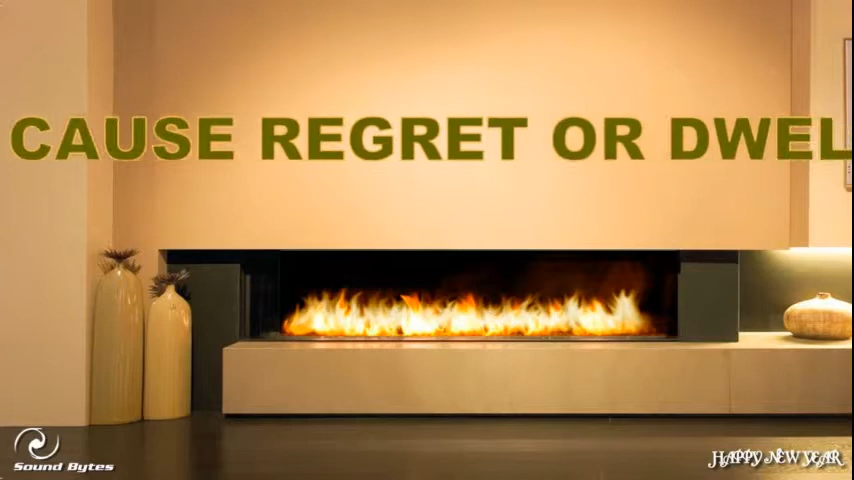 CAUSE REGRET OR DWEL
Sound Bytes
HAPPY NEW YEAR